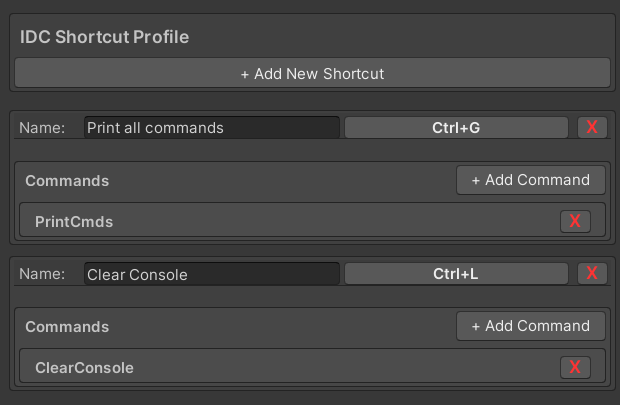 IDC Shortcut Profile
+ Add New Shortcut
Name: Print all commands Ctrl+G X
Commands + Add Command
PrintCmds X
Name: Clear Console Ctrl+L X
Commands + Add Command
ClearConsole X